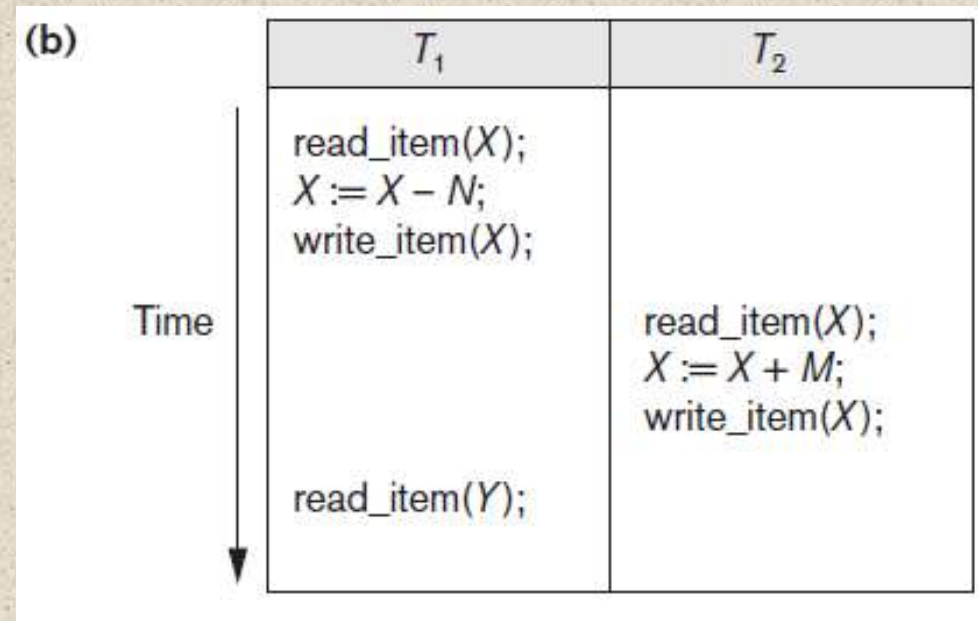 (b)
T₁ T₂
read_item(X);
X := X – N;
write_item(X);
Time
read_item(X);
X := X + M;
write_item(X);
read_item(Y);